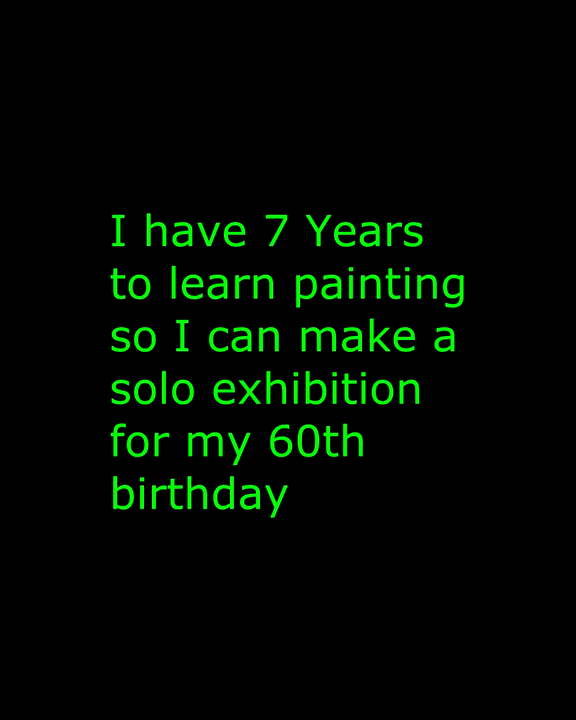 I have 7 Years
to learn painting
so I can make a
solo exhibition
for my 60th
birthday